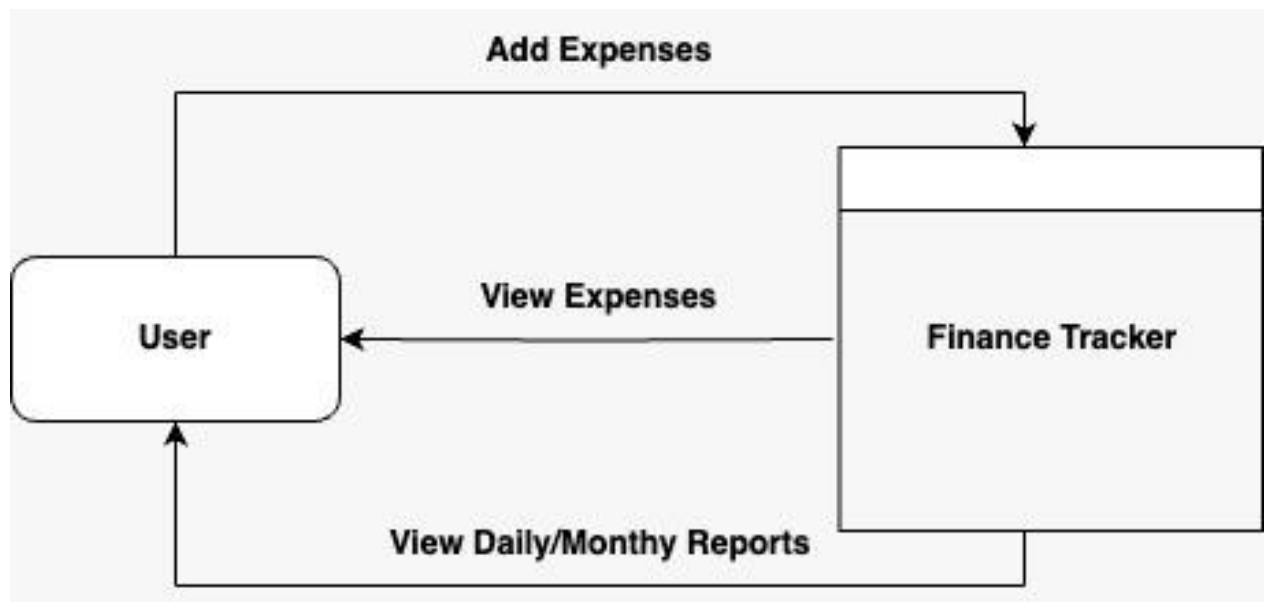 Add Expenses
View Expenses
User
Finance Tracker
View Daily/Monthy Reports